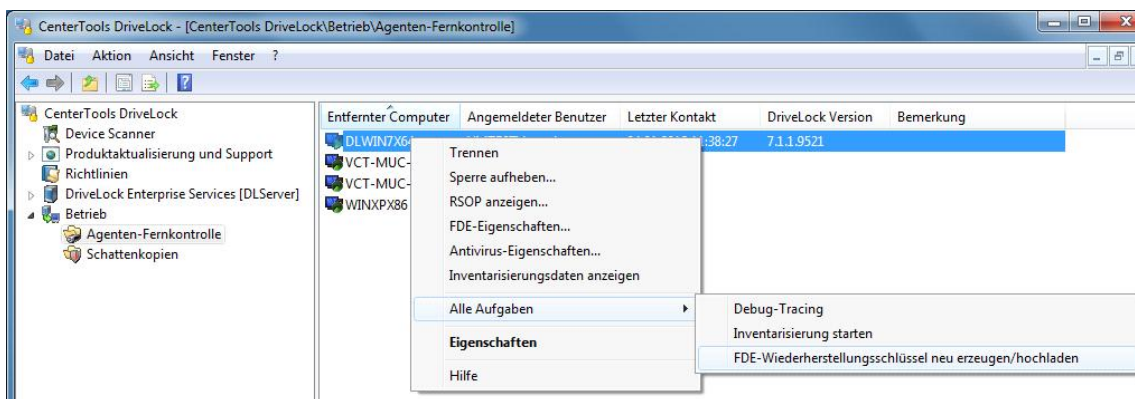 CenterTools DriveLock - [CenterTools DriveLock\Betrieb\Agenten-Fernkontrolle]
Datei Aktion Ansicht Fenster ?
CenterTools DriveLock
Device Scanner
Produktaktualisierung und Support
Richtlinien
DriveLock Enterprise Services [DLServer]
Betrieb
Agenten-Fernkontrolle
Schattenkopien
Entfernter Computer Angemeldeter Benutzer Letzter Kontakt DriveLock Version Bemerkung
DLWIN7X64 :38:27 7.1.1.9521
VCT-MUC-
VCT-MUC-
WINXPX86
Trennen
Sperre aufheben...
RSOP anzeigen...
FDE-Eigenschaften...
Antivirus-Eigenschaften...
Inventarisierungsdaten anzeigen
Alle Aufgaben
Eigenschaften
Hilfe
Debug-Tracing
Inventarisierung starten
FDE-Wiederherstellungsschlüssel neu erzeugen/hochladen